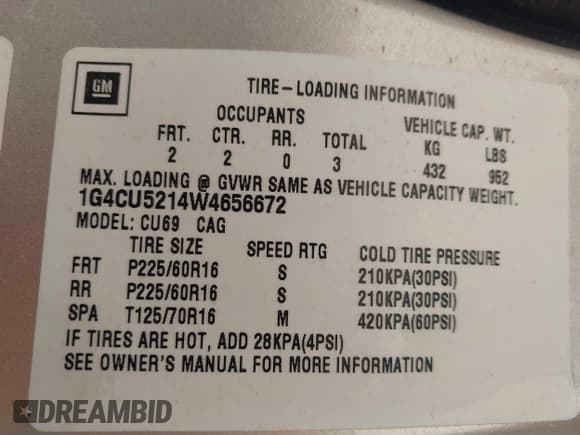 GM
TIRE-LOADING INFORMATION
OCCUPANTS VEHICLE CAP. WT.
FRT. CTR. RR. TOTAL KG LBS
2 2 0 3 432 952
MAX. LOADING @ GVWR SAME AS VEHICLE CAPACITY WEIGHT.
1G4CU5214W4656672
MODEL: CU69 CAG
TIRE SIZE SPEED RTG COLD TIRE PRESSURE
FRT P225/60R16 S 210KPA(30PSI)
RR P225/60R16 S 210KPA(30PSI)
SPA T125/70R16 M 420KPA(60PSI)
IF TIRES ARE HOT, ADD 28KPA(4PSI)
SEE OWNER'S MANUAL FOR MORE INFORMATION
DREAMBID